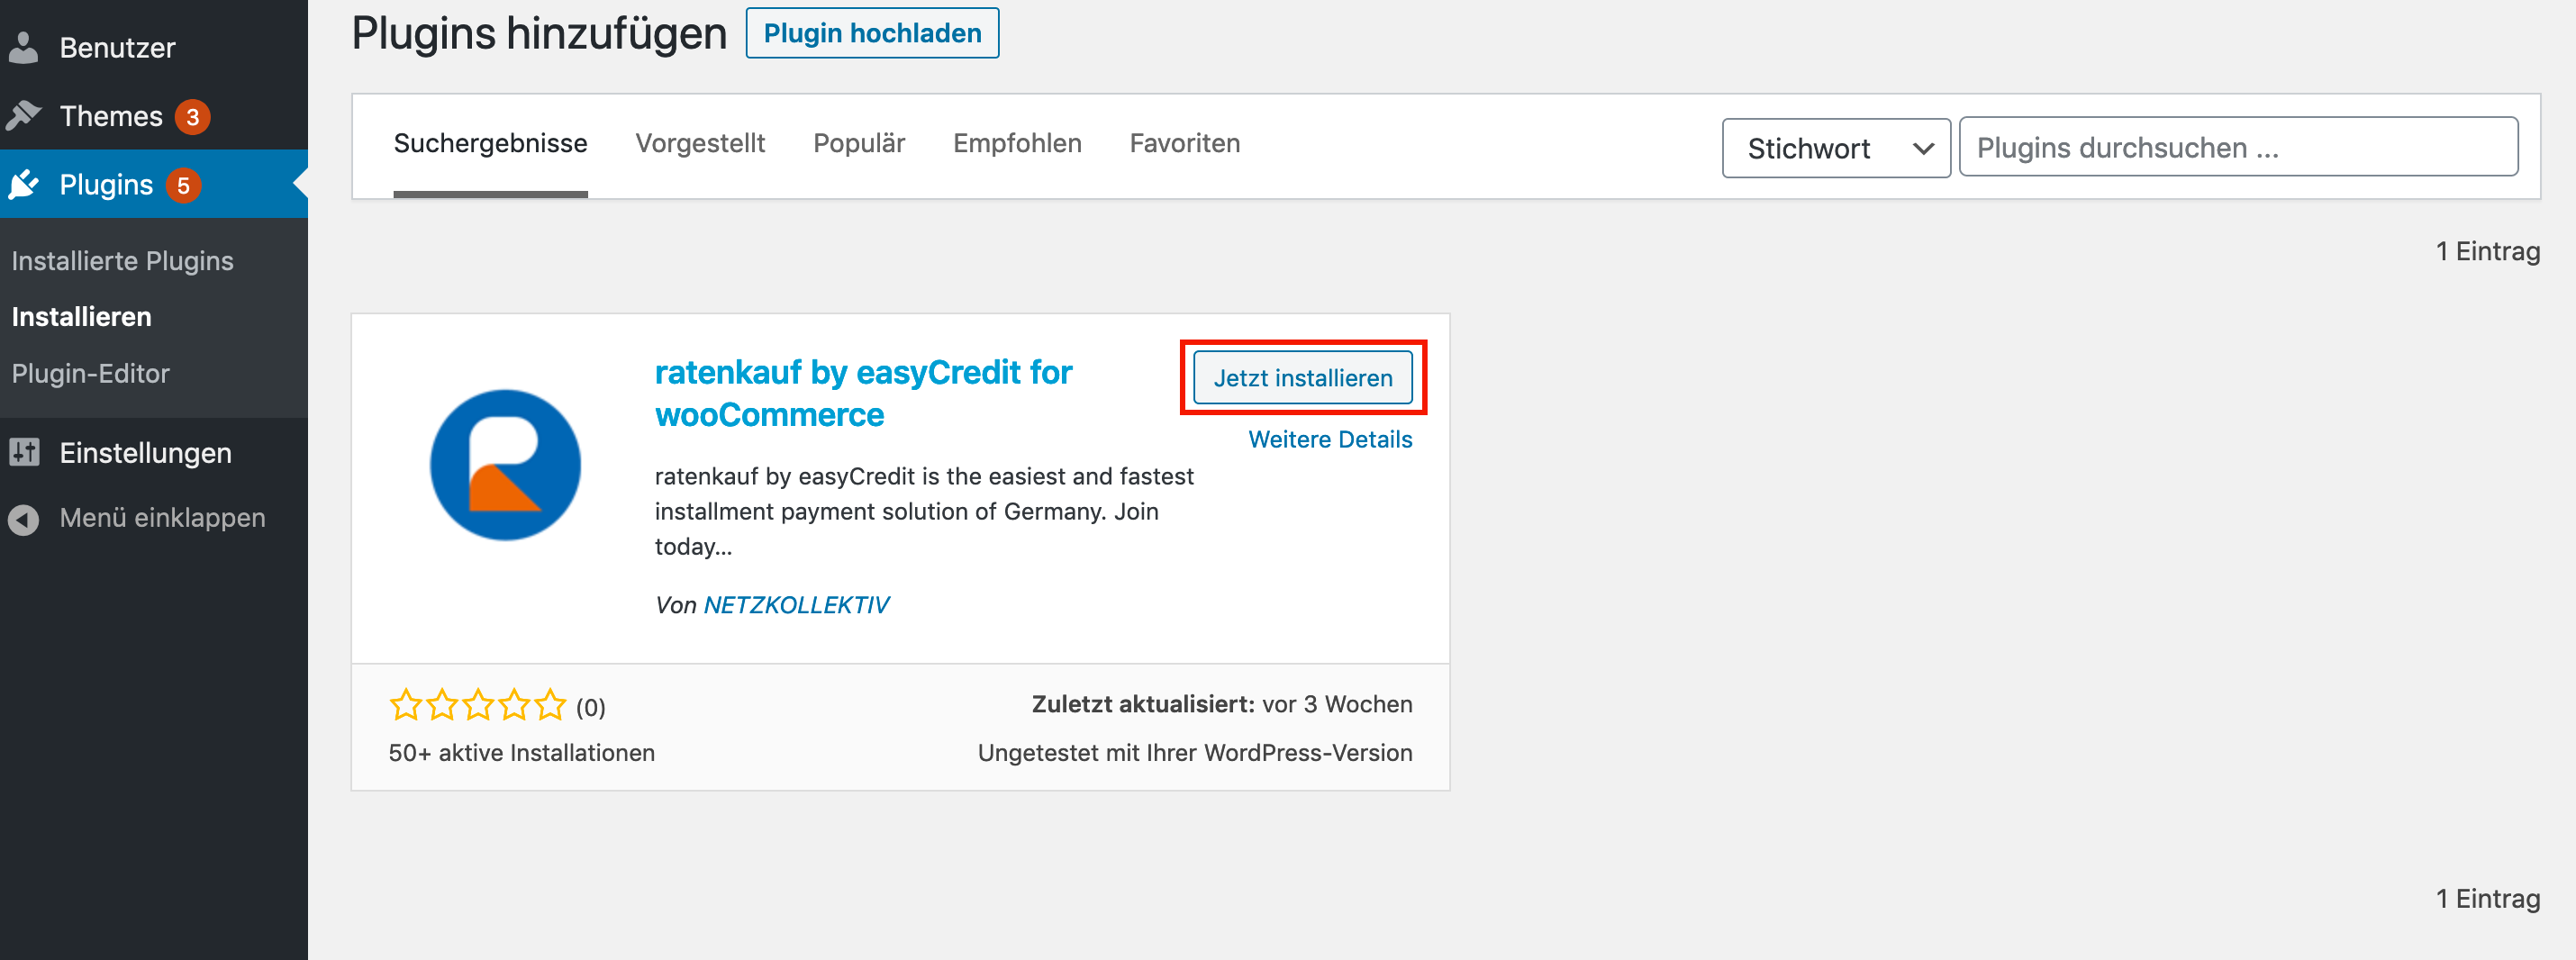 Benutzer
Themes 3
Plugins 5
Installierte Plugins
Installieren
Plugin-Editor
Einstellungen
Menü einklappen
Plugins hinzufügen
Plugin hochladen
Suchergebnisse
Vorgestellt
Populär
Empfohlen
Favoriten
Stichwort
Plugins durchsuchen ...
1 Eintrag
ratenkauf by easyCredit for
wooCommerce
Jetzt installieren
Weitere Details
ratenkauf by easyCredit is the easiest and fastest
installment payment solution of Germany. Join
today...
Von NETZKOLLEKTIV
(0)
50+ aktive Installationen
Zuletzt aktualisiert: vor 3 Wochen
Ungetestet mit Ihrer WordPress-Version
1 Eintrag